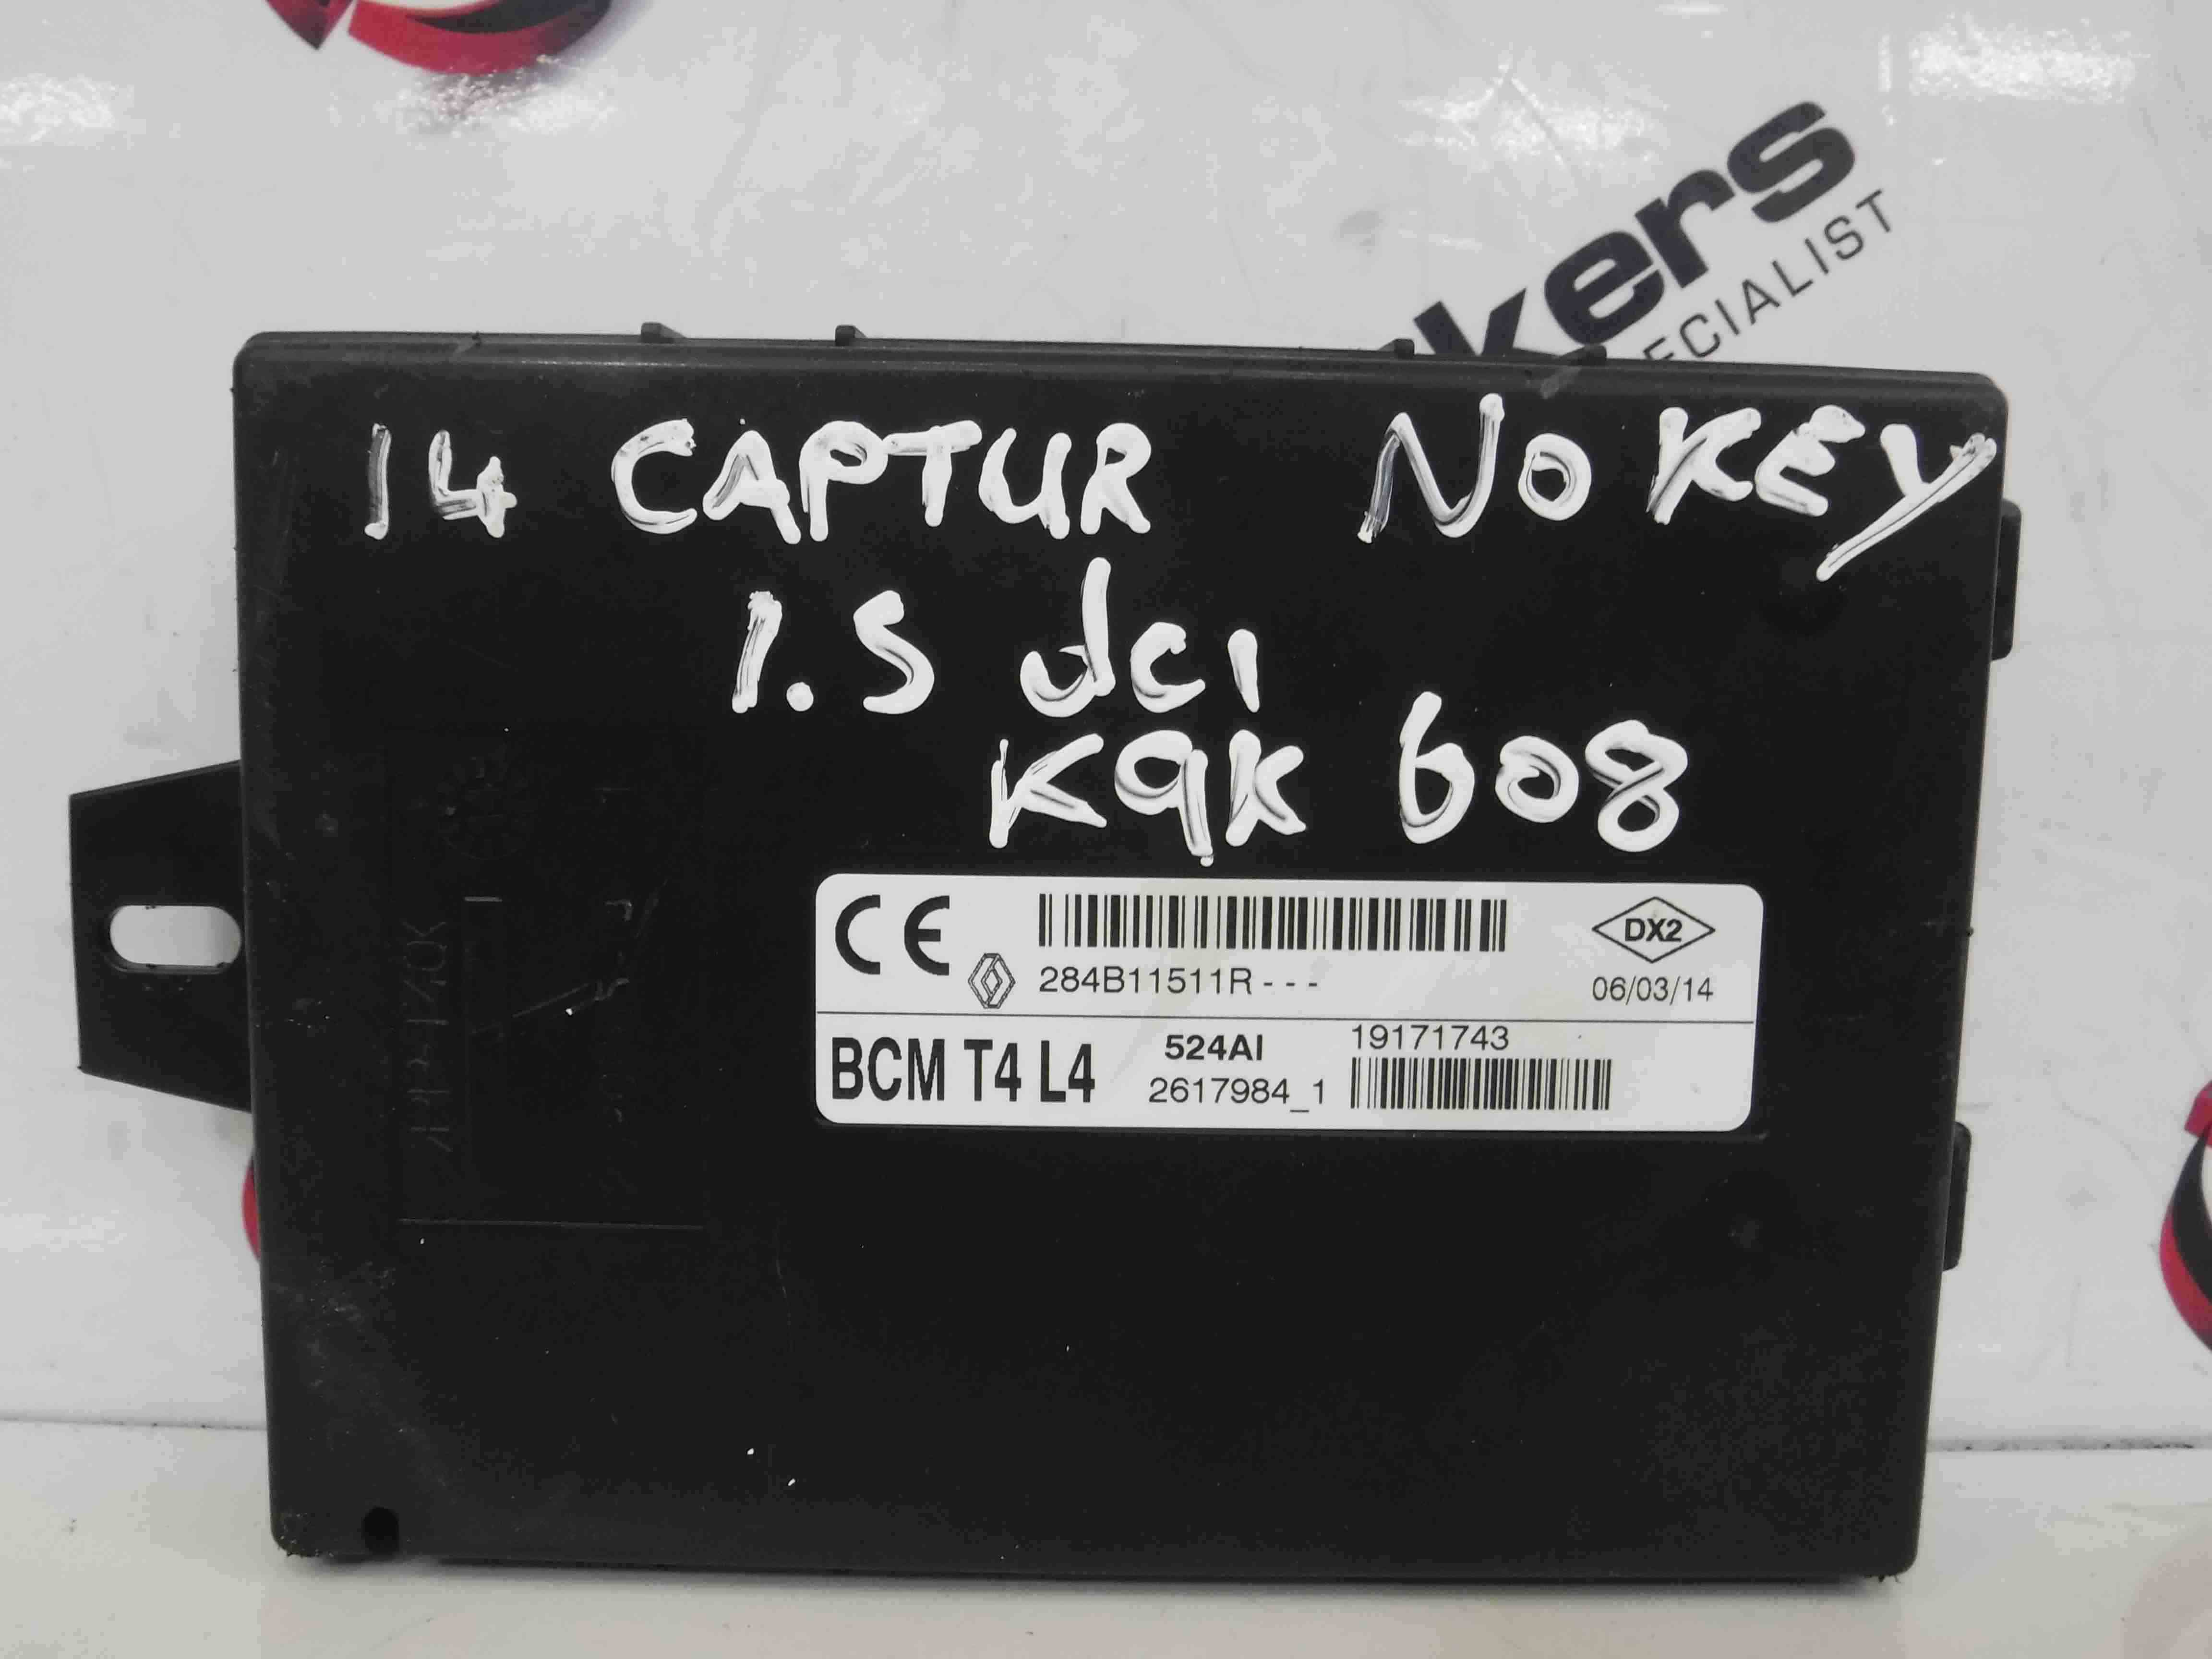 kers
ECIALIST
14 CAPTUR NO KEY
1.5 dci
K9K 608
CE 284B11511R--- DX2
06/03/14
BCM T4 L4 524AI 19171743
2617984_1